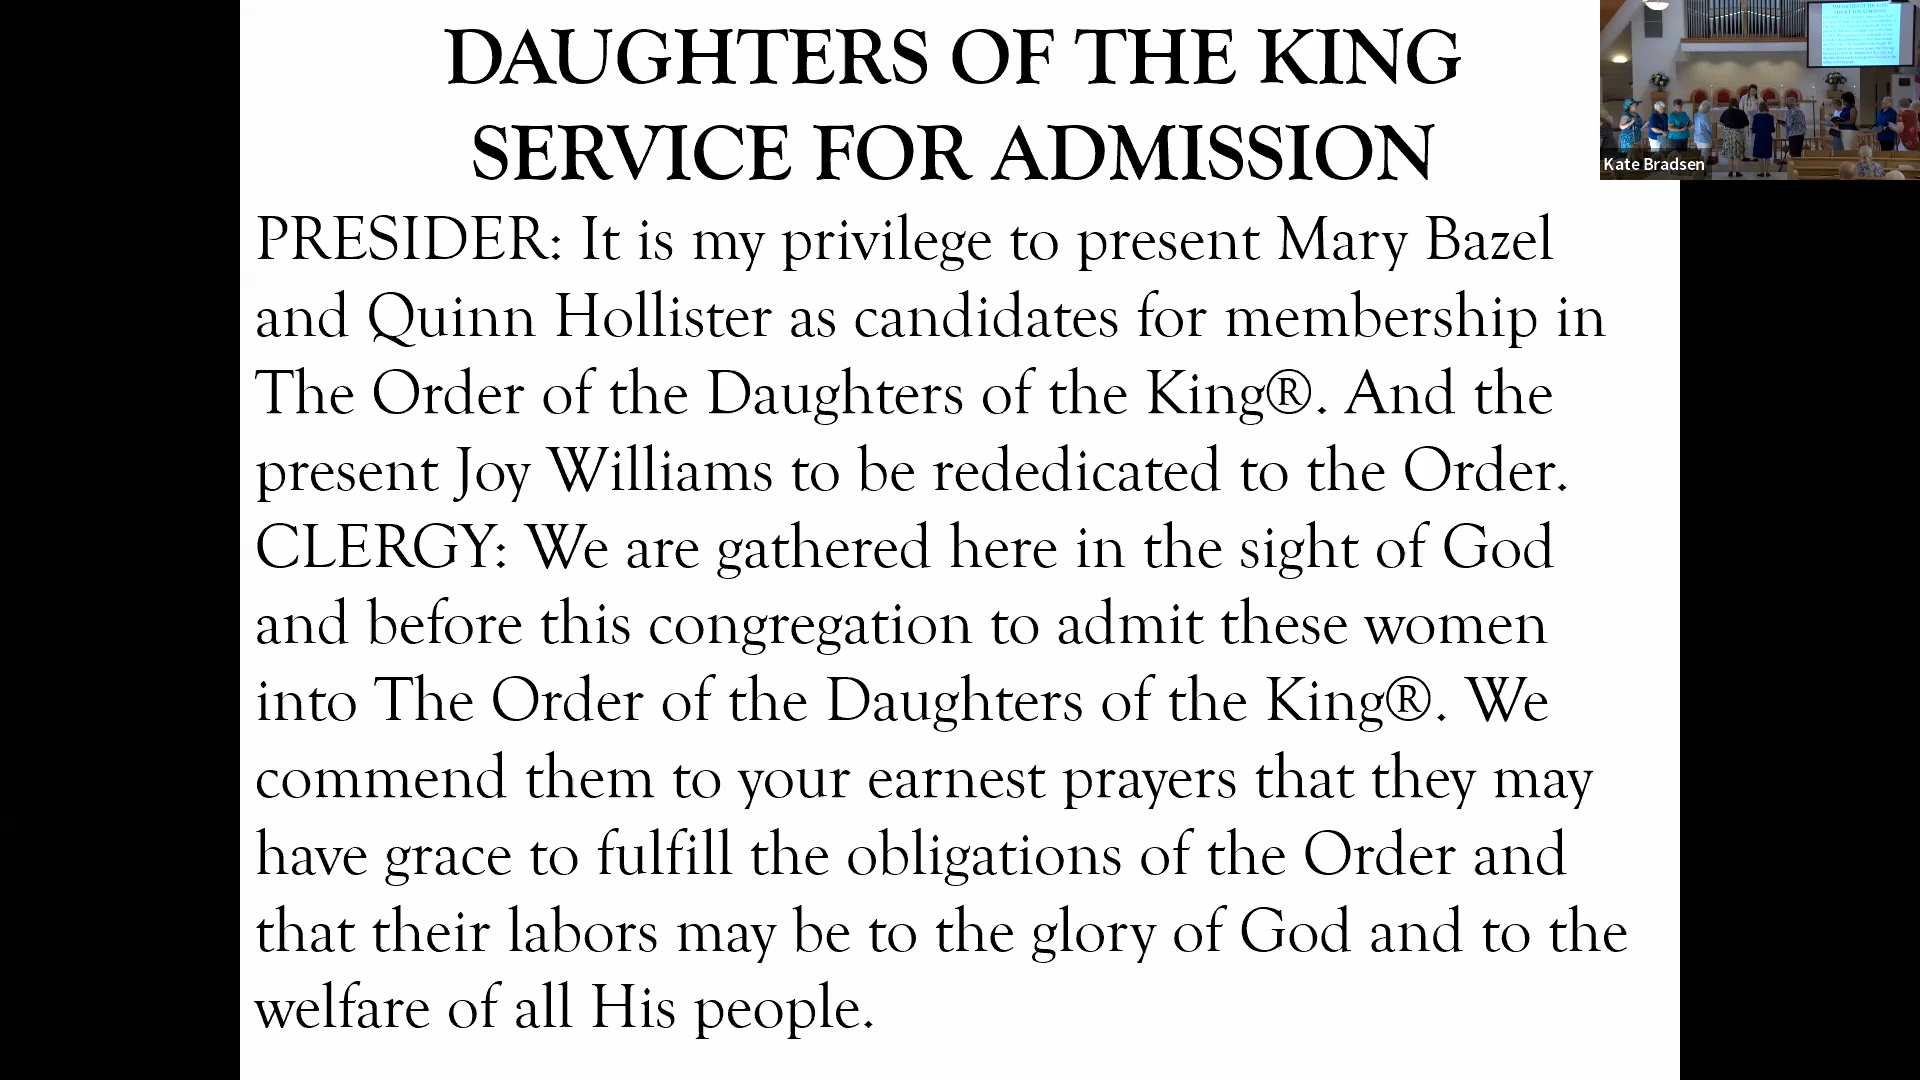 DAUGHTERS OF THE KING
SERVICE FOR ADMISSION
PRESIDER: It is my privilege to present Mary Bazel
and Quinn Hollister as candidates for membership in
The Order of the Daughters of the King®. And the
present Joy Williams to be rededicated to the Order.
CLERGY: We are gathered here in the sight of God
and before this congregation to admit these women
into The Order of the Daughters of the King®. We
commend them to your earnest prayers that they may
have grace to fulfill the obligations of the Order and
that their labors may be to the glory of God and to the
welfare of all His people.
Kate Bradsen